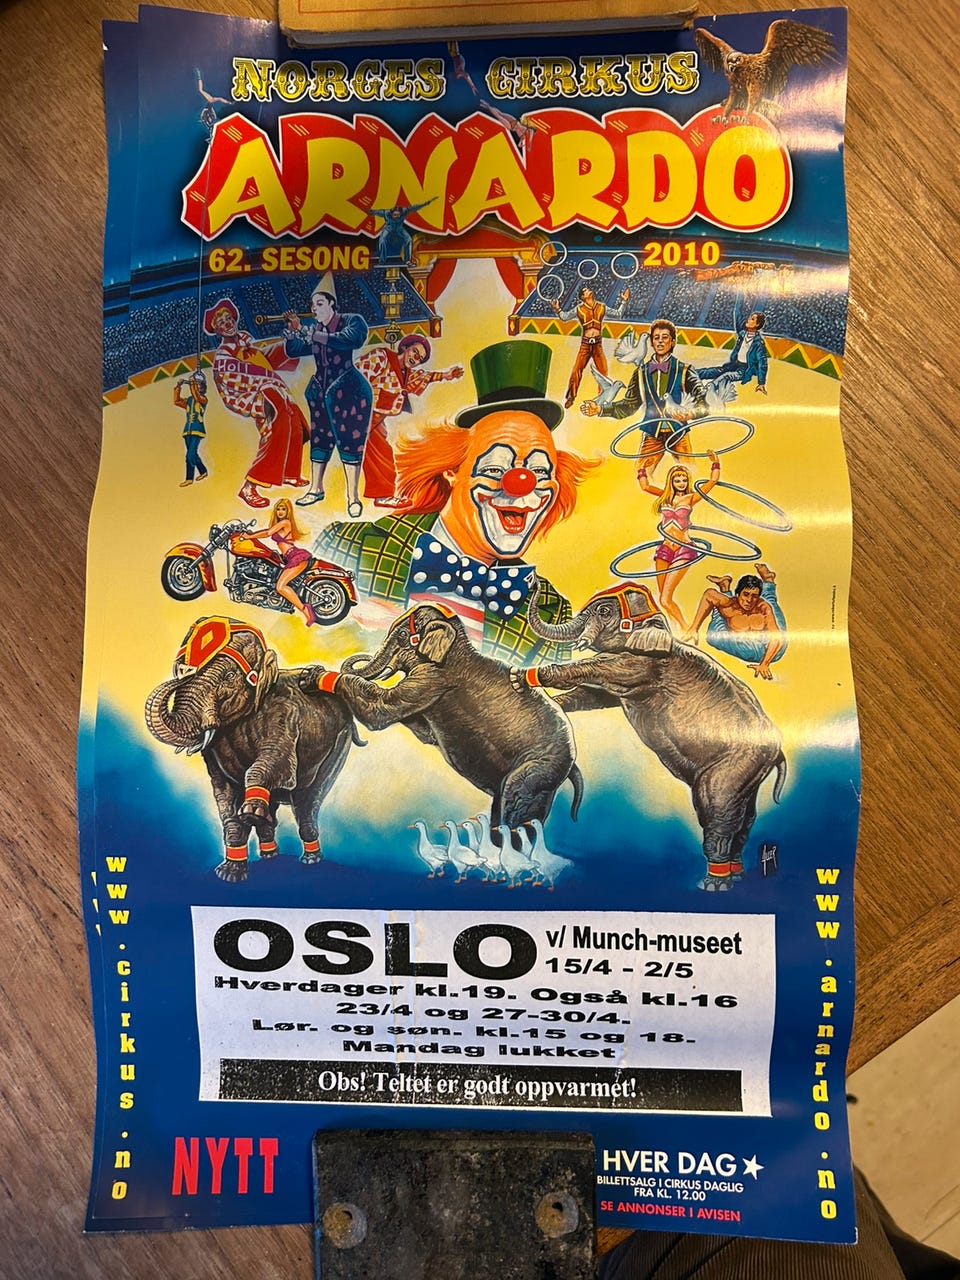 NORGES CIRKUS
ARNARDO
62. SESONG
2010
HOLI
www.cirkus.no
www.arnardo.no
OSLO v/ Munch-museet
15/4 - 2/5
Hverdager kl.19. Også kl.16
23/4 og 27-30/4.
Lør. og søn. kl.15 og 18.
Mandag lukket
Obs! Teltet er godt oppvarmet!
NYTT
HVER DAG★
BILLETTSALG I CIRKUS DAGLIG
FRA KL. 12.00
SE ANNONSER I AVISEN